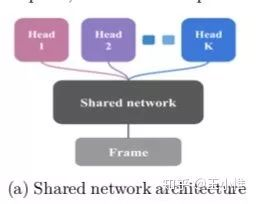 Head
1
Head
2
Head
K
Shared network
Frame
(a) Shared network architecture